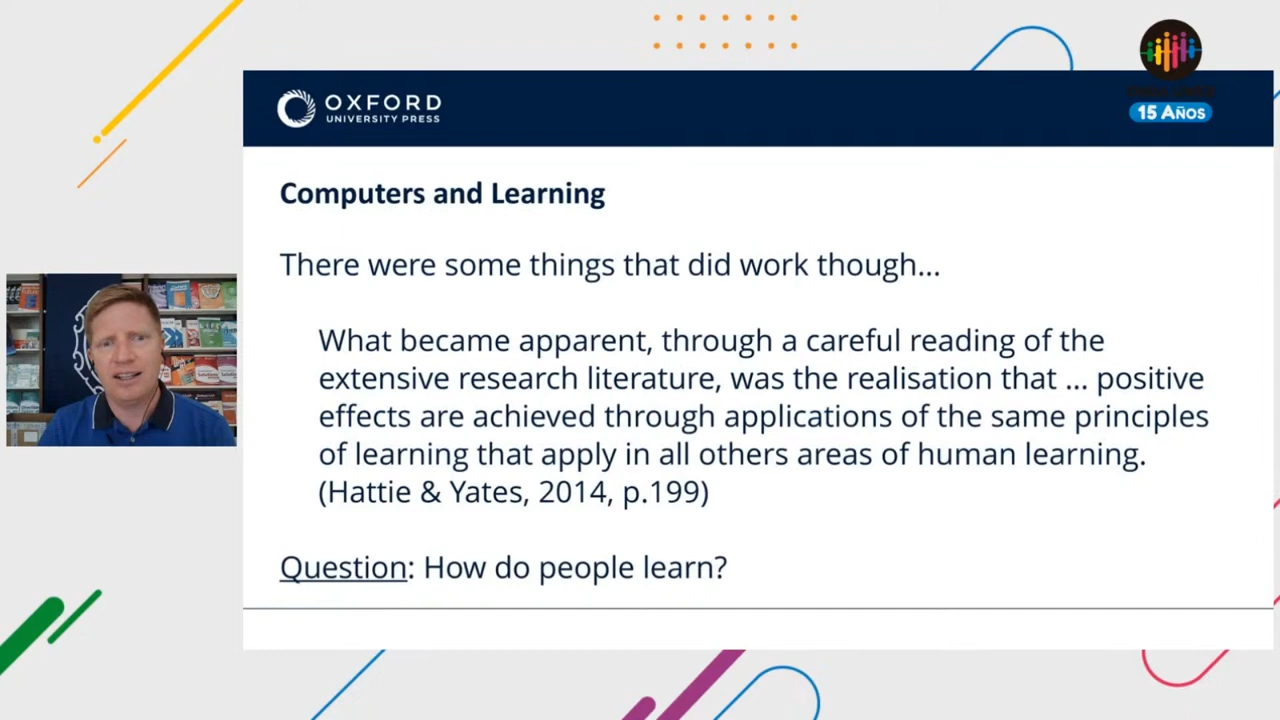 OXFORD
UNIVERSITY PRESS
15 AÑOS
Computers and Learning
There were some things that did work though...
What became apparent, through a careful reading of the
extensive research literature, was the realisation that ... positive
effects are achieved through applications of the same principles
of learning that apply in all others areas of human learning.
(Hattie & Yates, 2014, p.199)
Question: How do people learn?